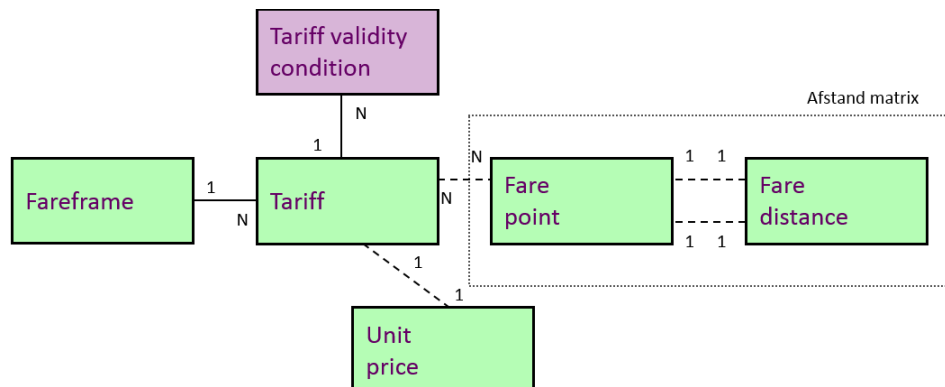 Tariff validity
condition
Afstand matrix
N
1
N
1 1
1
Fareframe
Tariff
Fare
point
Fare
distance
N
N
1 1
1
1
Unit
price